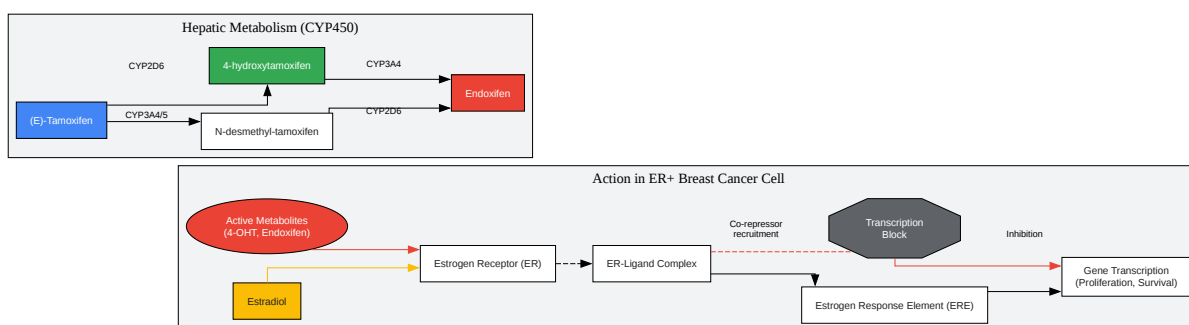 Hepatic Metabolism (CYP450)
CYP2D6
4-hydroxytamoxifen
CYP3A4
(E)-Tamoxifen
CYP3A4/5
N-desmethyl-tamoxifen
CYP2D6
Endoxifen
Action in ER+ Breast Cancer Cell
Active Metabolites
(4-OHT, Endoxifen)
Estradiol
Estrogen Receptor (ER)
ER-Ligand Complex
Co-repressor
recruitment
Transcription
Block
Inhibition
Estrogen Response Element (ERE)
Gene Transcription
(Proliferation, Survival)